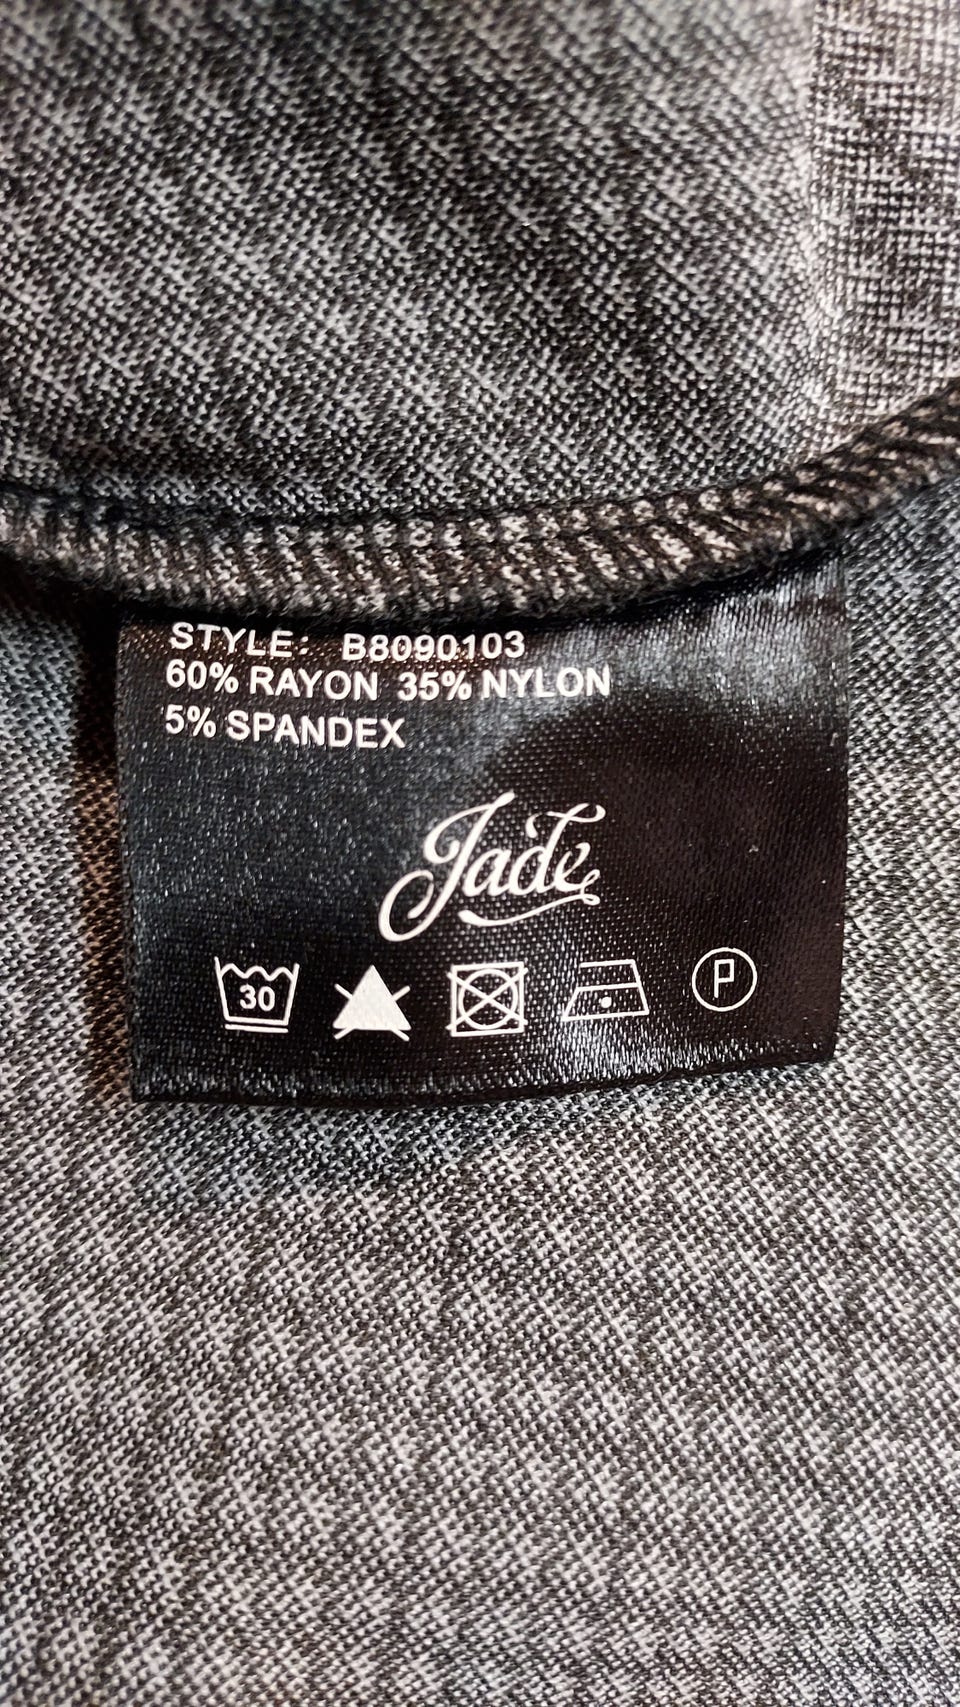 STYLE: B8090103
60% RAYON 35% NYLON
5% SPANDEX
Jade
30 P